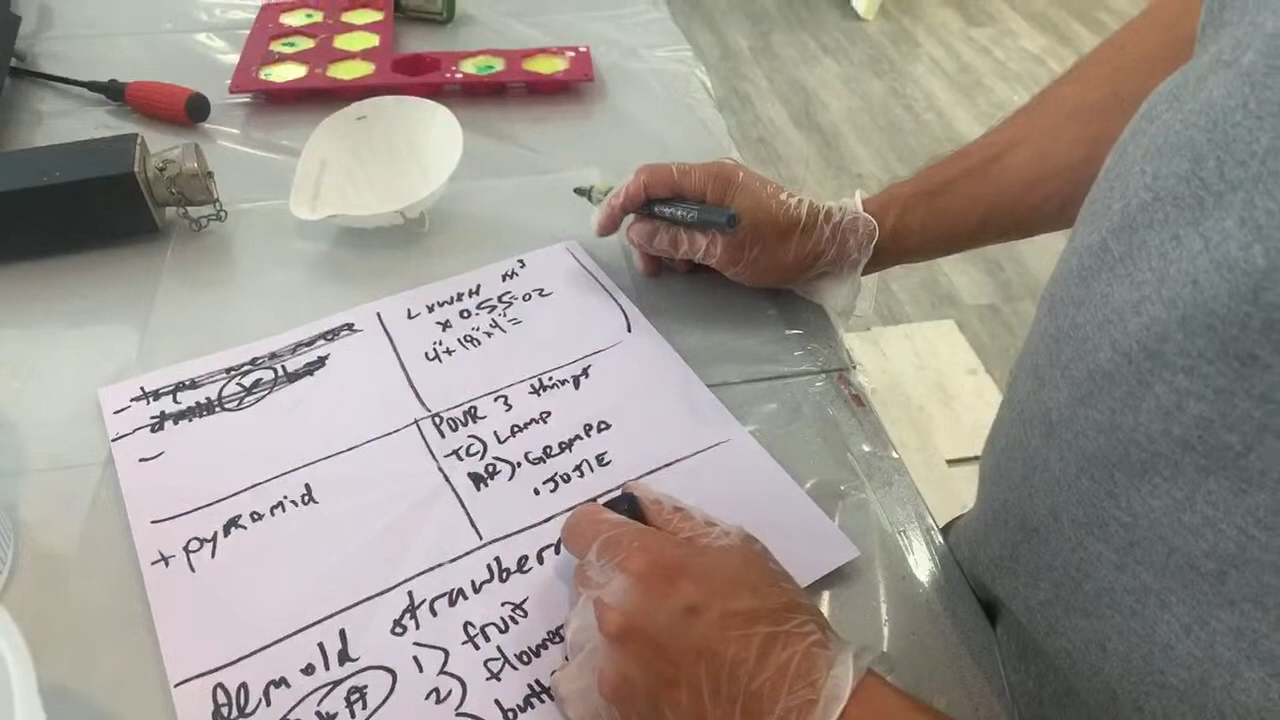 LxWxH
x 0.55 oz
4" x 18" x 4" =
POUR 3 things
TC) LAMP
AR) . GRAMPA
. JOJIE
+ pyramid
demold strawberr
1) fruit
2) flower
butt